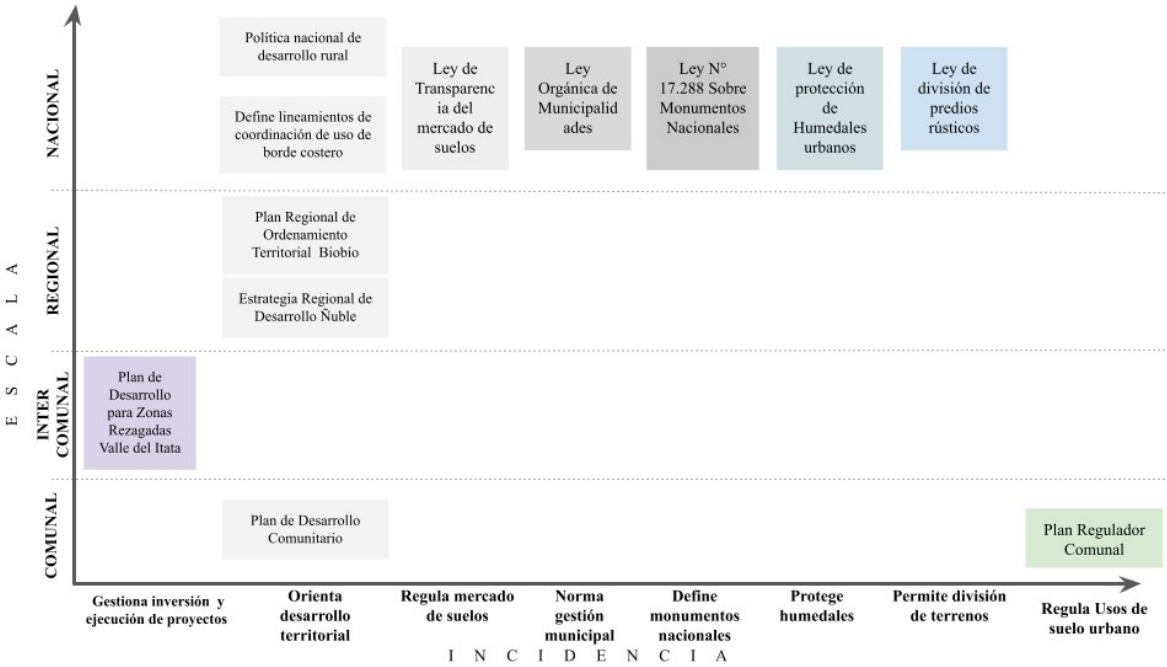 Política nacional de
desarrollo rural
Define lineamientos de
coordinación de uso de
borde costero
Ley de
Transparenc
ia del
mercado de
suelos
Ley
Orgánica de
Municipalid
ades
Ley N°
17.288 Sobre
Monumentos
Nacionales
Ley de
protección
de
Humedales
urbanos
Ley de
división de
predios
rústicos
NACIONAL
Plan Regional de
Ordenamiento
Territorial Biobío
Estrategia Regional de
Desarrollo Ñuble
REGIONAL
ESCALA
Plan de
Desarrollo
para Zonas
Rezagadas
Valle del Itata
INTER
COMUNAL
Plan de Desarrollo
Comunitario
Plan Regulador
Comunal
COMUNAL
Gestiona inversión y
ejecución de proyectos
Orienta
desarrollo
territorial
Regula mercado
de suelos
Norma
gestión
municipal
Define
monumentos
nacionales
Protege
humedales
Permite división
de terrenos
Regula Usos de
suelo urbano
INCIDENCIA